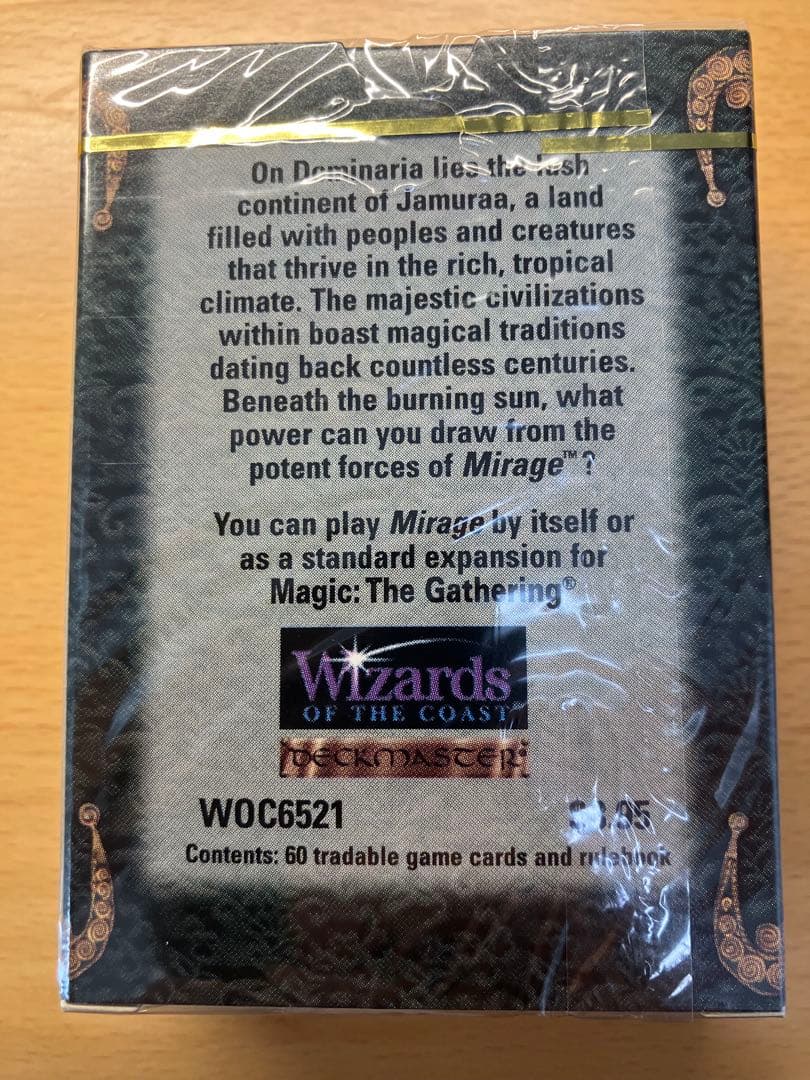 On Dominaria lies the lush
continent of Jamuraa, a land
filled with peoples and creatures
that thrive in the rich, tropical
climate. The majestic civilizations
within boast magical traditions
dating back countless centuries.
Beneath the burning sun, what
power can you draw from the
potent forces of Mirage™?
You can play Mirage by itself or
as a standard expansion for
Magic: The Gathering®
Wizards
OF THE COAST
DECKMASTER
WOC6521
Contents: 60 tradable game cards and rulebook